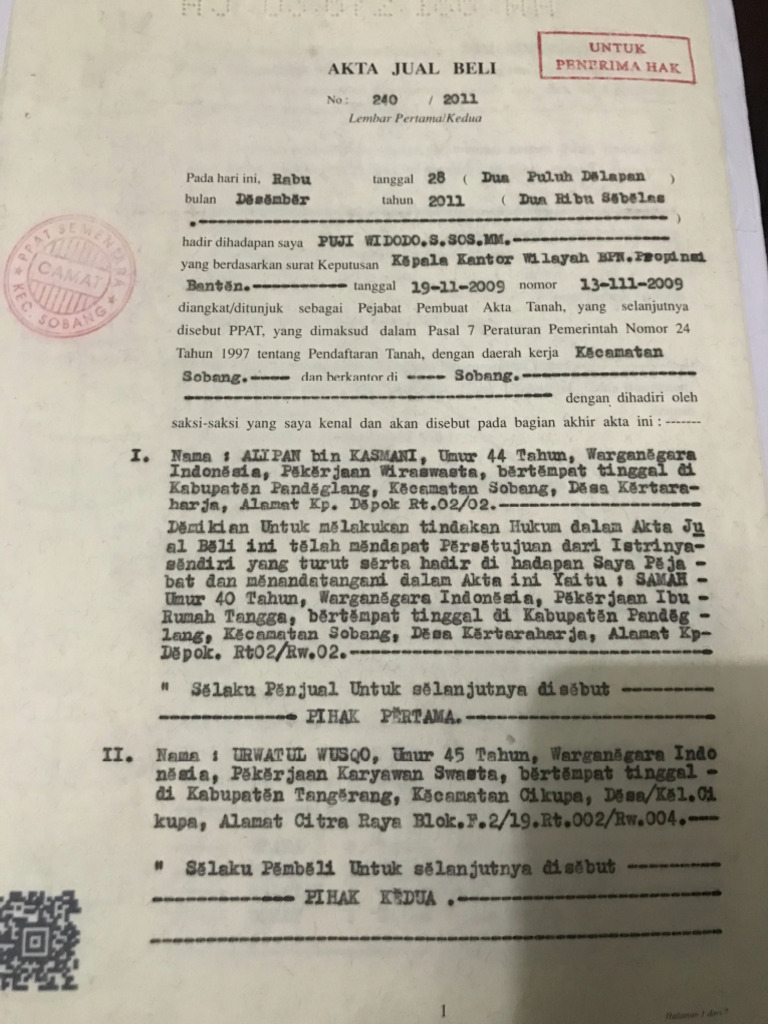 UNTUK
PENERIMA HAK
AKTA JUAL BELI
No : 240 / 2011
Lembar Pertama/Kedua
Pada hari ini, Rabu tanggal 28 ( Dua Puluh Delapan )
bulan Desember tahun 2011 ( Dua Ribu Sebelas
.---------- )
PPAT SEMENTARA
CAMAT
KEC. SOBANG
hadir dihadapan saya PUJI WIDODO.S.SOS.MM.----------
yang berdasarkan surat Keputusan Kepala Kantor Wilayah BPN.Propinsi
Banten.---------- tanggal 19-11-2009 nomor 13-111-2009
diangkat/ditunjuk sebagai Pejabat Pembuat Akta Tanah, yang selanjutnya
disebut PPAT, yang dimaksud dalam Pasal 7 Peraturan Pemerintah Nomor 24
Tahun 1997 tentang Pendaftaran Tanah, dengan daerah kerja Kecamatan
Sobang.---- dan berkantor di ---- Sobang.----------
---------- dengan dihadiri oleh
saksi-saksi yang saya kenal dan akan disebut pada bagian akhir akta ini : -------
I. Nama : ALIPAN bin KASMANI, Umur 44 Tahun, Warganegara
Indonesia, Pekerjaan Wiraswasta, bertempat tinggal di
Kabupaten Pandeglang, Kecamatan Sobang, Desa Kertara-
harja, Alamat Kp. Depok Rt.02/02.----------
Demikian Untuk melakukan tindakan Hukum dalam Akta Ju
al Beli ini telah mendapat Persetujuan dari Istrinya-
sendiri yang turut serta hadir di hadapan Saya Peja -
bat dan menandatangani dalam Akta ini Yaitu : SAMAH -
Umur 40 Tahun, Warganegara Indonesia, Pekerjaan Ibu -
Rumah Tangga, bertempat tinggal di Kabupaten Pandeg -
lang, Kecamatan Sobang, Desa Kertaraharja, Alamat Kp-
Depok. Rt02/Rw.02.----------
" Selaku Penjual Untuk selanjutnya disebut ----------
---------- PIHAK PERTAMA.----------
II. Nama : URWATUL WUSQO, Umur 45 Tahun, Warganegara Indo
nesia, Pekerjaan Karyawan Swasta, bertempat tinggal -
di Kabupaten Tangerang, Kecamatan Cikupa, Desa/Kel.Ci
kupa, Alamat Citra Raya Blok.F.2/19.Rt.002/Rw.004.---
" Selaku Pembeli Untuk selanjutnya disebut ----------
---------- PIHAK KEDUA .----------
----------
1
Halaman 1 dari 7